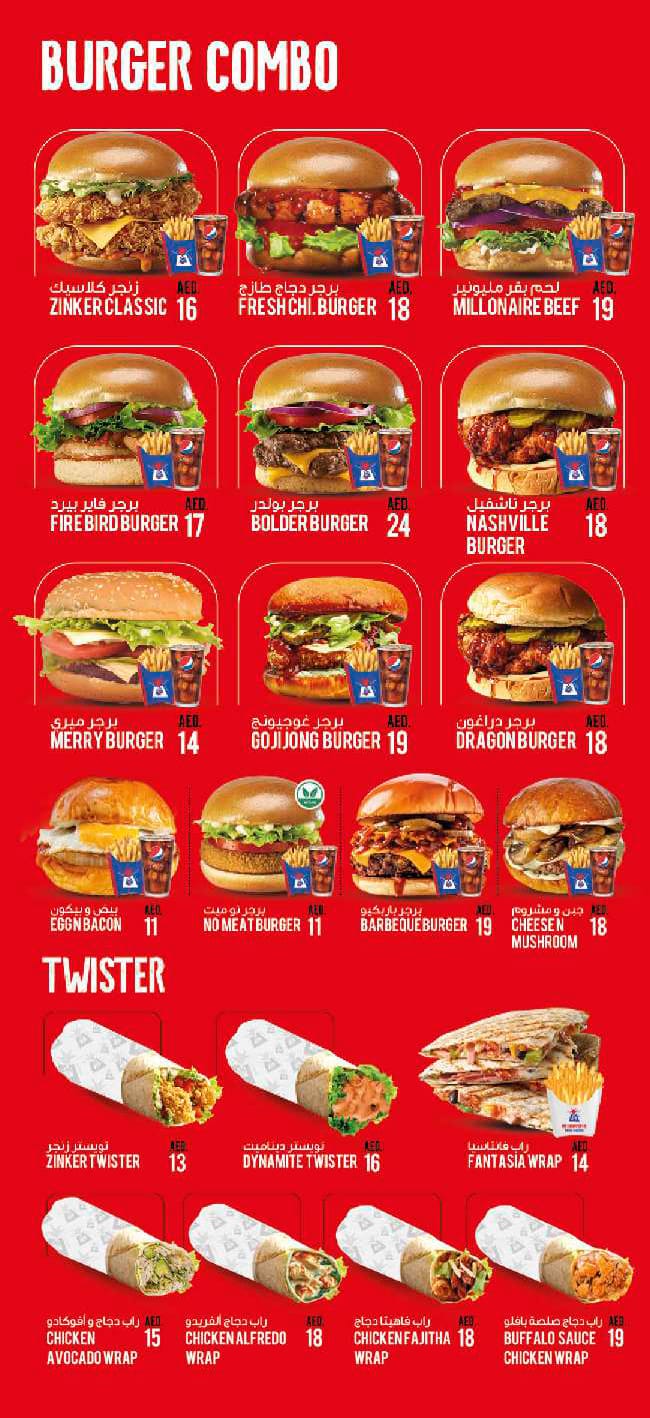 BURGER COMBO
زنجر كلاسيك AED.
ZINKER CLASSIC 16
برجر دجاج طازج AED.
FRESH CHI. BURGER 18
لحم بقر مليونير AED.
MILLONAIRE BEEF 19
برجر فاير بيرد AED.
FIRE BIRD BURGER 17
برجر بولدر AED.
BOLDER BURGER 24
برجر ناشفيل AED.
NASHVILLE
BURGER 18
برجر ميري AED.
MERRY BURGER 14
برجر غوجيونج AED.
GOJIJONG BURGER 19
برجر دراغون AED.
DRAGON BURGER 18
بيض و بيكون AED.
EGG N BACON 11
برجر نو ميت AED.
NO MEAT BURGER 11
برجر باربكيو AED.
BARBEQUE BURGER 19
جبن و مشروم AED.
CHEESE N
MUSHROOM 18
TWISTER
تويستر زنجر AED.
ZINKER TWISTER 13
تويستر ديناميت AED.
DYNAMITE TWISTER 16
راب فانتاسيا AED.
FANTASIA WRAP 14
راب دجاج و أفوكادو AED.
CHICKEN
AVOCADO WRAP 15
راب دجاج ألفريدو AED.
CHICKEN ALFREDO
WRAP 18
راب فاهيتا دجاج AED.
CHICKEN FAJITHA
WRAP 18
راب دجاج صلصة بافلو AED.
BUFFALO SAUCE
CHICKEN WRAP 19